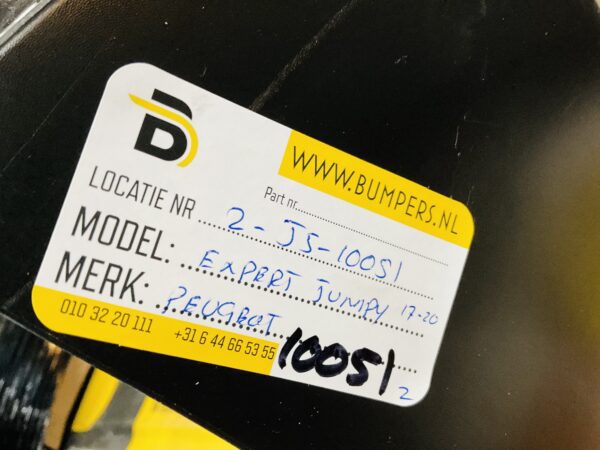 WWW.BUMPERS.NL
Part nr.
LOCATIE NR 2-J5-10051
MODEL: EXPERT JUMPY 17-20
MERK: PEUGEOT
010 32 20 111 +31 6 44 66 53 55
10051 2